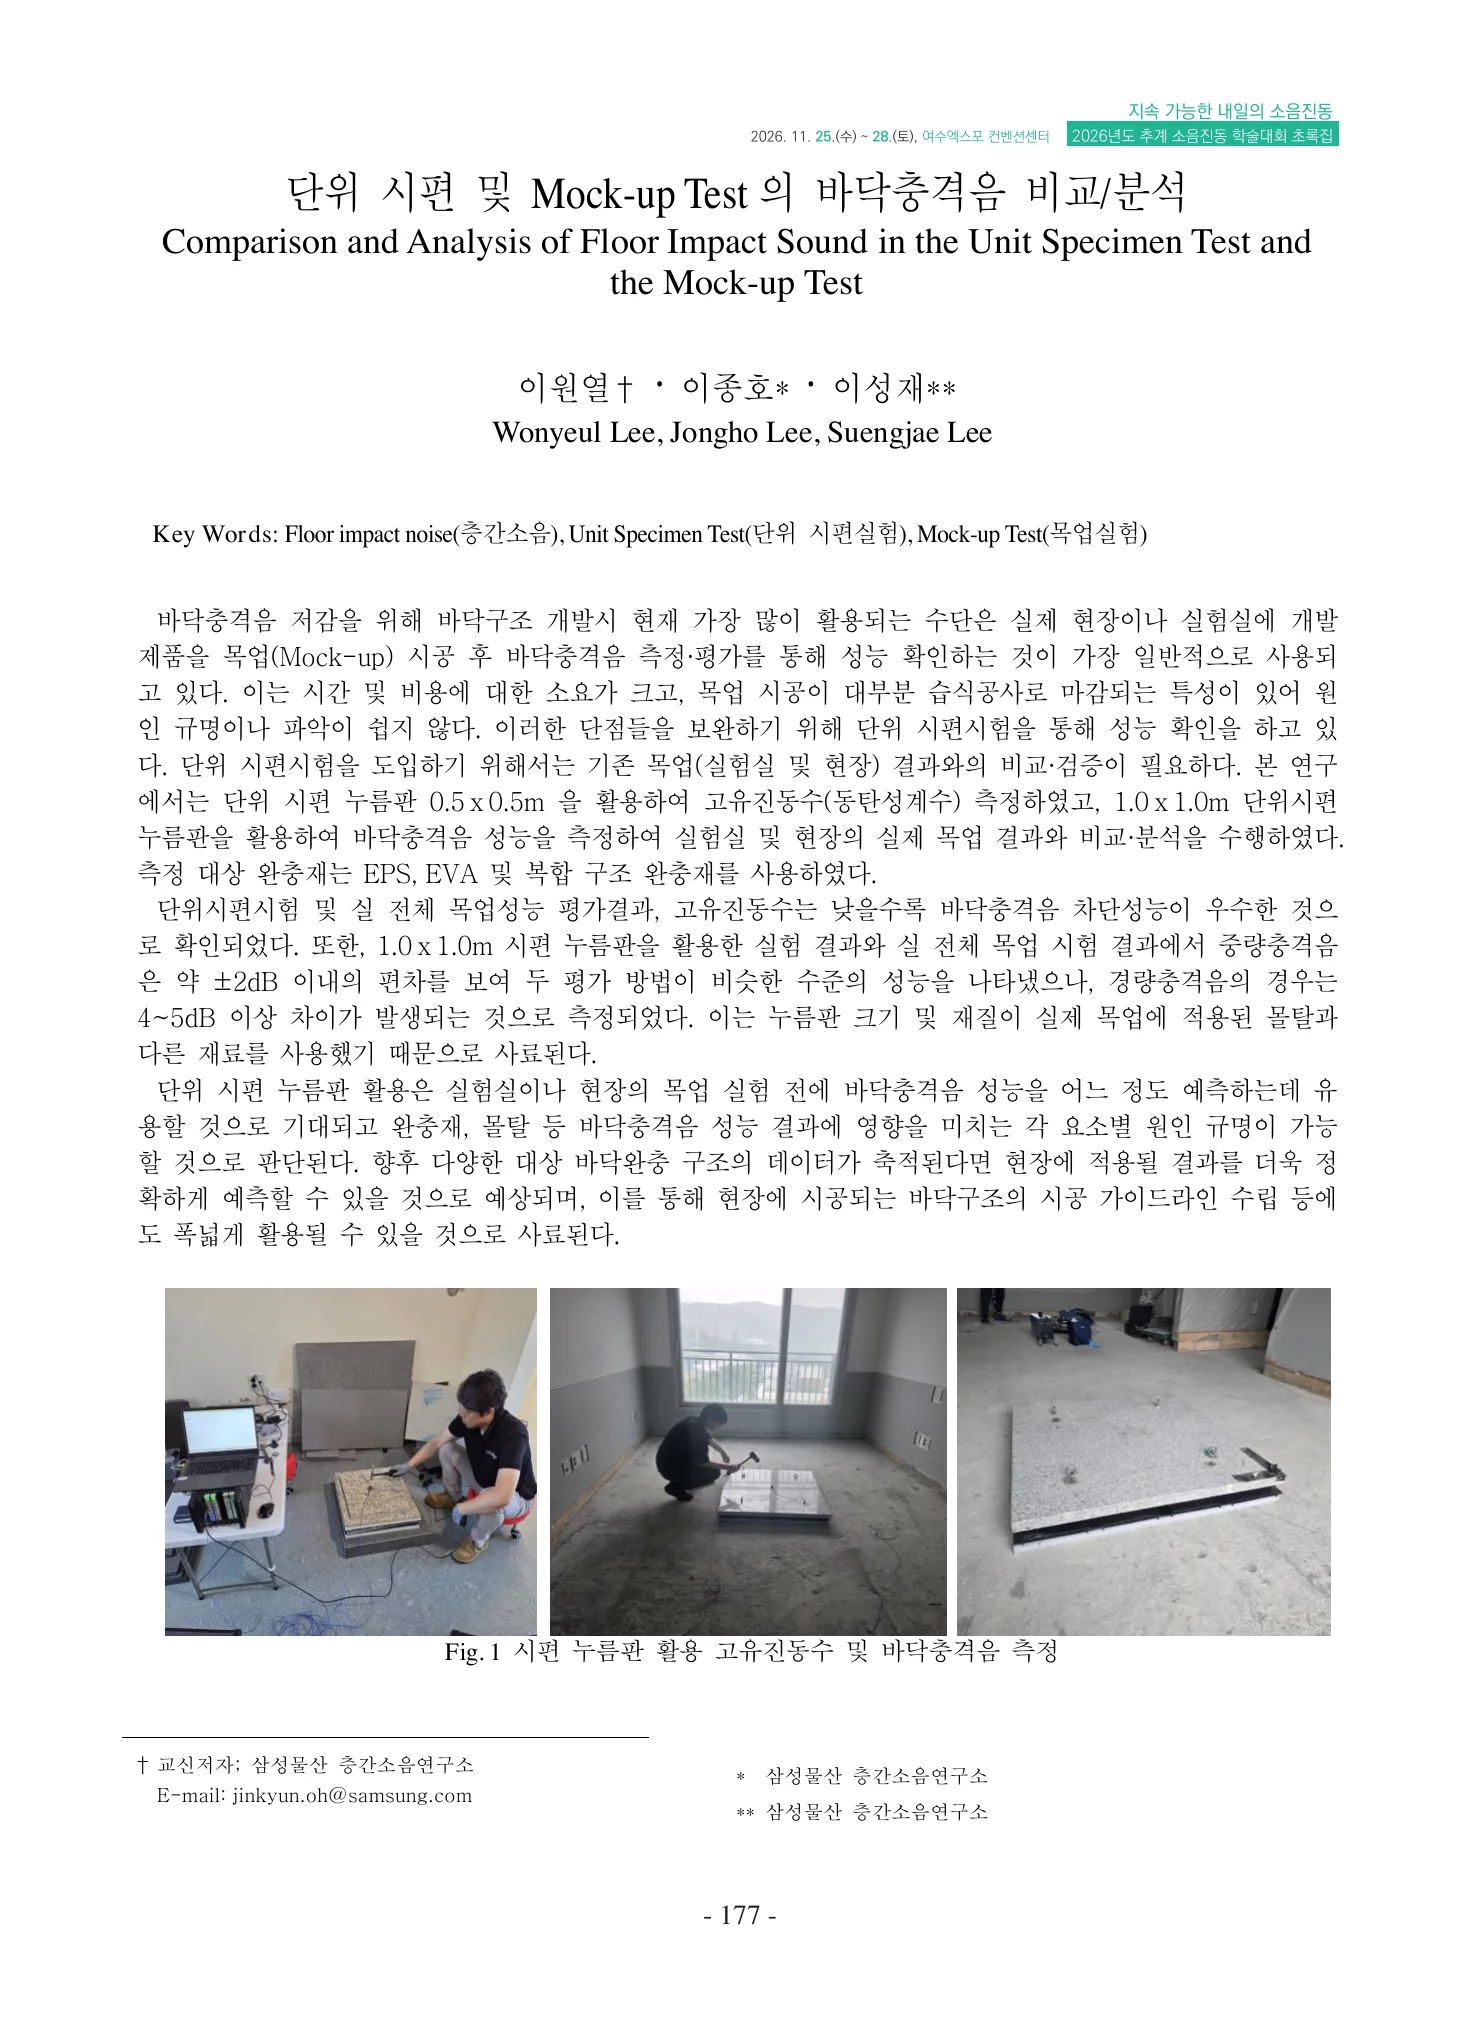 지속 가능한 내일의 소음진동
2026. 11. 25.(수) ~ 28.(토), 여수엑스포 컨벤션센터 2026년도 추계 소음진동 학술대회 초록집
단위 시편 및 Mock-up Test 의 바닥충격음 비교/분석
Comparison and Analysis of Floor Impact Sound in the Unit Specimen Test and
the Mock-up Test
이원열† · 이종호* · 이성재**
Wonyeul Lee, Jongho Lee, Suengjae Lee
Key Words: Floor impact noise(층간소음), Unit Specimen Test(단위 시편실험), Mock-up Test(목업실험)
바닥충격음 저감을 위해 바닥구조 개발시 현재 가장 많이 활용되는 수단은 실제 현장이나 실험실에 개발
제품을 목업(Mock-up) 시공 후 바닥충격음 측정·평가를 통해 성능 확인하는 것이 가장 일반적으로 사용되
고 있다. 이는 시간 및 비용에 대한 소요가 크고, 목업 시공이 대부분 습식공사로 마감되는 특성이 있어 원
인 규명이나 파악이 쉽지 않다. 이러한 단점들을 보완하기 위해 단위 시편시험을 통해 성능 확인을 하고 있
다. 단위 시편시험을 도입하기 위해서는 기존 목업(실험실 및 현장) 결과와의 비교·검증이 필요하다. 본 연구
에서는 단위 시편 누름판 0.5 x 0.5m 을 활용하여 고유진동수(동탄성계수) 측정하였고, 1.0 x 1.0m 단위시편
누름판을 활용하여 바닥충격음 성능을 측정하여 실험실 및 현장의 실제 목업 결과와 비교·분석을 수행하였다.
측정 대상 완충재는 EPS, EVA 및 복합 구조 완충재를 사용하였다.
단위시편시험 및 실 전체 목업성능 평가결과, 고유진동수는 낮을수록 바닥충격음 차단성능이 우수한 것으
로 확인되었다. 또한, 1.0 x 1.0m 시편 누름판을 활용한 실험 결과와 실 전체 목업 시험 결과에서 중량충격음
은 약 ±2dB 이내의 편차를 보여 두 평가 방법이 비슷한 수준의 성능을 나타냈으나, 경량충격음의 경우는
4~5dB 이상 차이가 발생되는 것으로 측정되었다. 이는 누름판 크기 및 재질이 실제 목업에 적용된 몰탈과
다른 재료를 사용했기 때문으로 사료된다.
단위 시편 누름판 활용은 실험실이나 현장의 목업 실험 전에 바닥충격음 성능을 어느 정도 예측하는데 유
용할 것으로 기대되고 완충재, 몰탈 등 바닥충격음 성능 결과에 영향을 미치는 각 요소별 원인 규명이 가능
할 것으로 판단된다. 향후 다양한 대상 바닥완충 구조의 데이터가 축적된다면 현장에 적용될 결과를 더욱 정
확하게 예측할 수 있을 것으로 예상되며, 이를 통해 현장에 시공되는 바닥구조의 시공 가이드라인 수립 등에
도 폭넓게 활용될 수 있을 것으로 사료된다.
Fig. 1 시편 누름판 활용 고유진동수 및 바닥충격음 측정
† 교신저자; 삼성물산 층간소음연구소
E-mail: jinkyun.oh@samsung.com
* 삼성물산 층간소음연구소
** 삼성물산 층간소음연구소
- 177 -